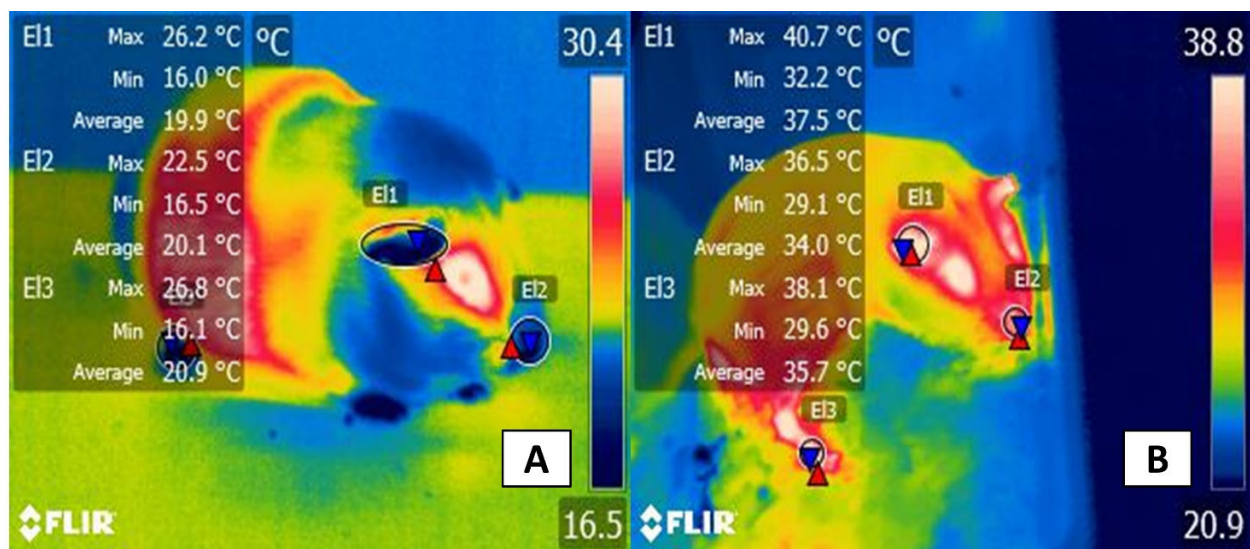 El1 Max 26.2 °C °C 30.4
Min 16.0 °C
Average 19.9 °C
El2 Max 22.5 °C
Min 16.5 °C
Average 20.1 °C
El3 Max 26.8 °C
Min 16.1 °C
Average 20.9 °C
El1
El2
A
FLIR
16.5
El1 Max 40.7 °C °C 38.8
Min 32.2 °C
Average 37.5 °C
El2 Max 36.5 °C
Min 29.1 °C
Average 34.0 °C
El3 Max 38.1 °C
Min 29.6 °C
Average 35.7 °C
El1
El2
El3
B
FLIR
20.9